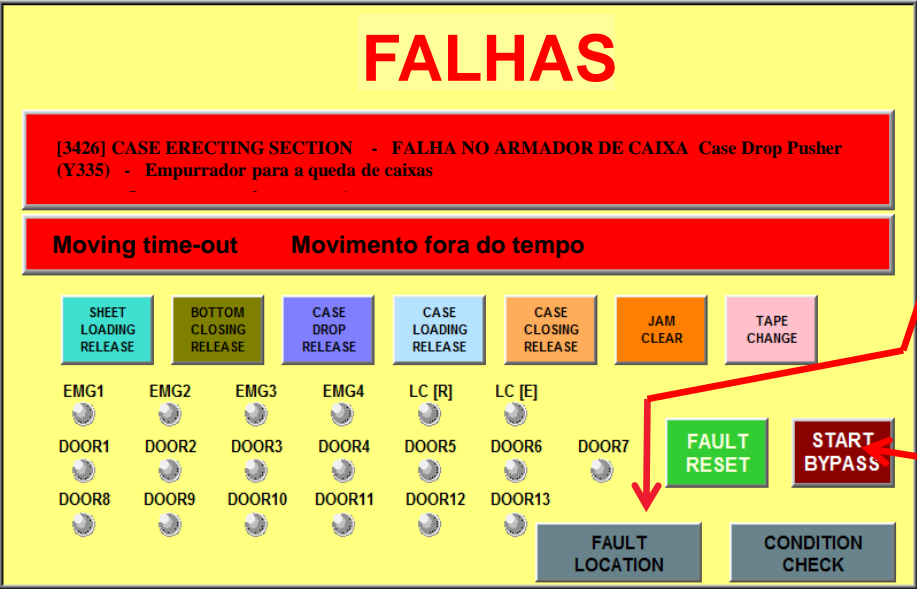 FALHAS
[3426] CASE ERECTING SECTION - FALHA NO ARMADOR DE CAIXA Case Drop Pusher
(Y335) - Empurrador para a queda de caixas
Moving time-out Movimento fora do tempo
SHEET LOADING RELEASE
BOTTOM CLOSING RELEASE
CASE DROP RELEASE
CASE LOADING RELEASE
CASE CLOSING RELEASE
JAM CLEAR
TAPE CHANGE
EMG1 EMG2 EMG3 EMG4 LC [R] LC [E]
DOOR1 DOOR2 DOOR3 DOOR4 DOOR5 DOOR6 DOOR7
FAULT RESET
START BYPASS
DOOR8 DOOR9 DOOR10 DOOR11 DOOR12 DOOR13
FAULT LOCATION
CONDITION CHECK